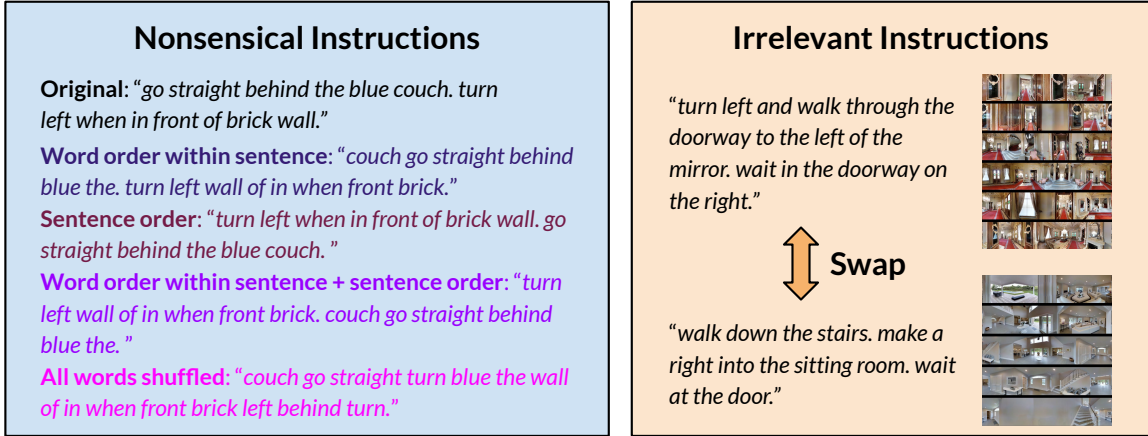 Nonsensical Instructions
Original: “go straight behind the blue couch. turn
left when in front of brick wall.”
Word order within sentence: “couch go straight behind
blue the. turn left wall of in when front brick.”
Sentence order: “turn left when in front of brick wall. go
straight behind the blue couch. ”
Word order within sentence + sentence order: “turn
left wall of in when front brick. couch go straight behind
blue the. ”
All words shuffled: “couch go straight turn blue the wall
of in when front brick left behind turn.”
Irrelevant Instructions
“turn left and walk through the
doorway to the left of the
mirror. wait in the doorway on
the right.”
Swap
“walk down the stairs. make a
right into the sitting room. wait
at the door.”